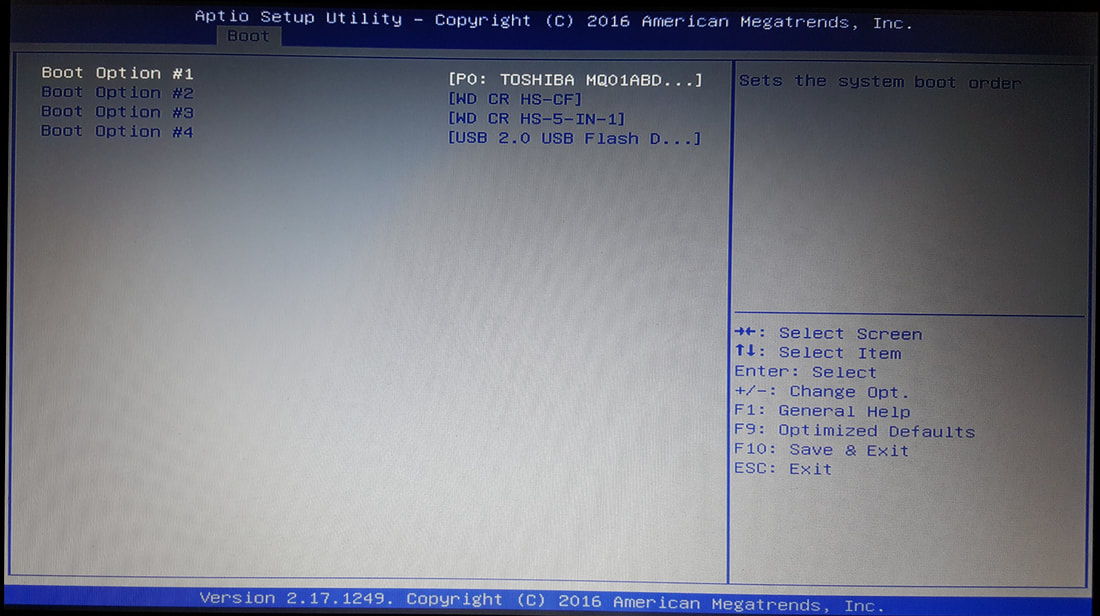 Aptio Setup Utility – Copyright (C) 2016 American Megatrends, Inc.
Boot
Boot Option #1 [P0: TOSHIBA MQ01ABD...]
Boot Option #2 [WD CR HS-CF]
Boot Option #3 [WD CR HS-5-IN-1]
Boot Option #4 [USB 2.0 USB Flash D...]
Sets the system boot order
→←: Select Screen
↑↓: Select Item
Enter: Select
+/-: Change Opt.
F1: General Help
F9: Optimized Defaults
F10: Save & Exit
ESC: Exit
Version 2.17.1249. Copyright (C) 2016 American Megatrends, Inc.